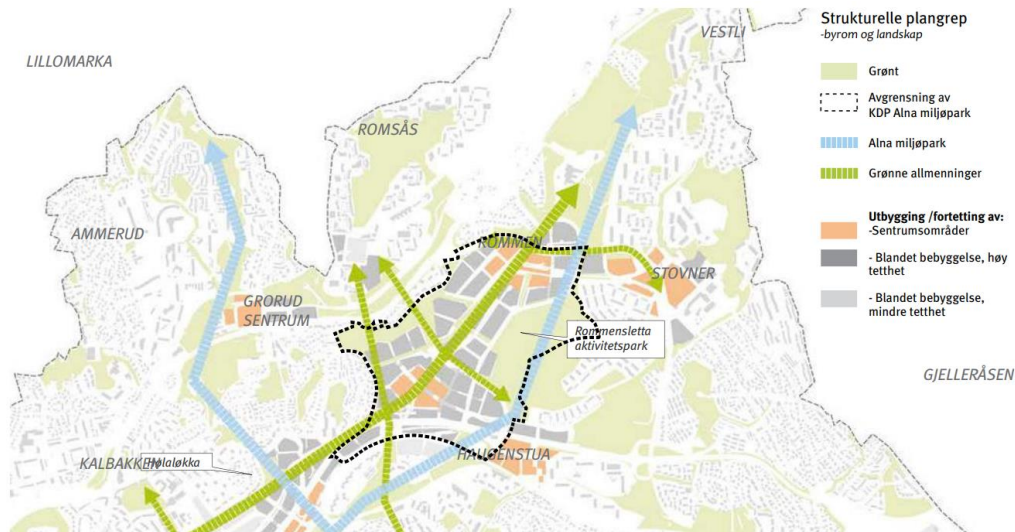 Strukturelle plangrep
-byrom og landskap
Grønt
Avgrensning av
KDP Alna miljøpark
Alna miljøpark
Grønne allmenninger
Utbygging /fortetting av:
-Sentrumsområder
- Blandet bebyggelse, høy
tetthet
- Blandet bebyggelse,
mindre tetthet
LILLOMARKA
VESTLI
ROMSÅS
AMMERUD
ROMMEN
STOVNER
GRORUD
SENTRUM
Rommensletta
aktivitetspark
GJELLERÅSEN
HAUGENSTUA
KALBAKKEN
Hølaløkka